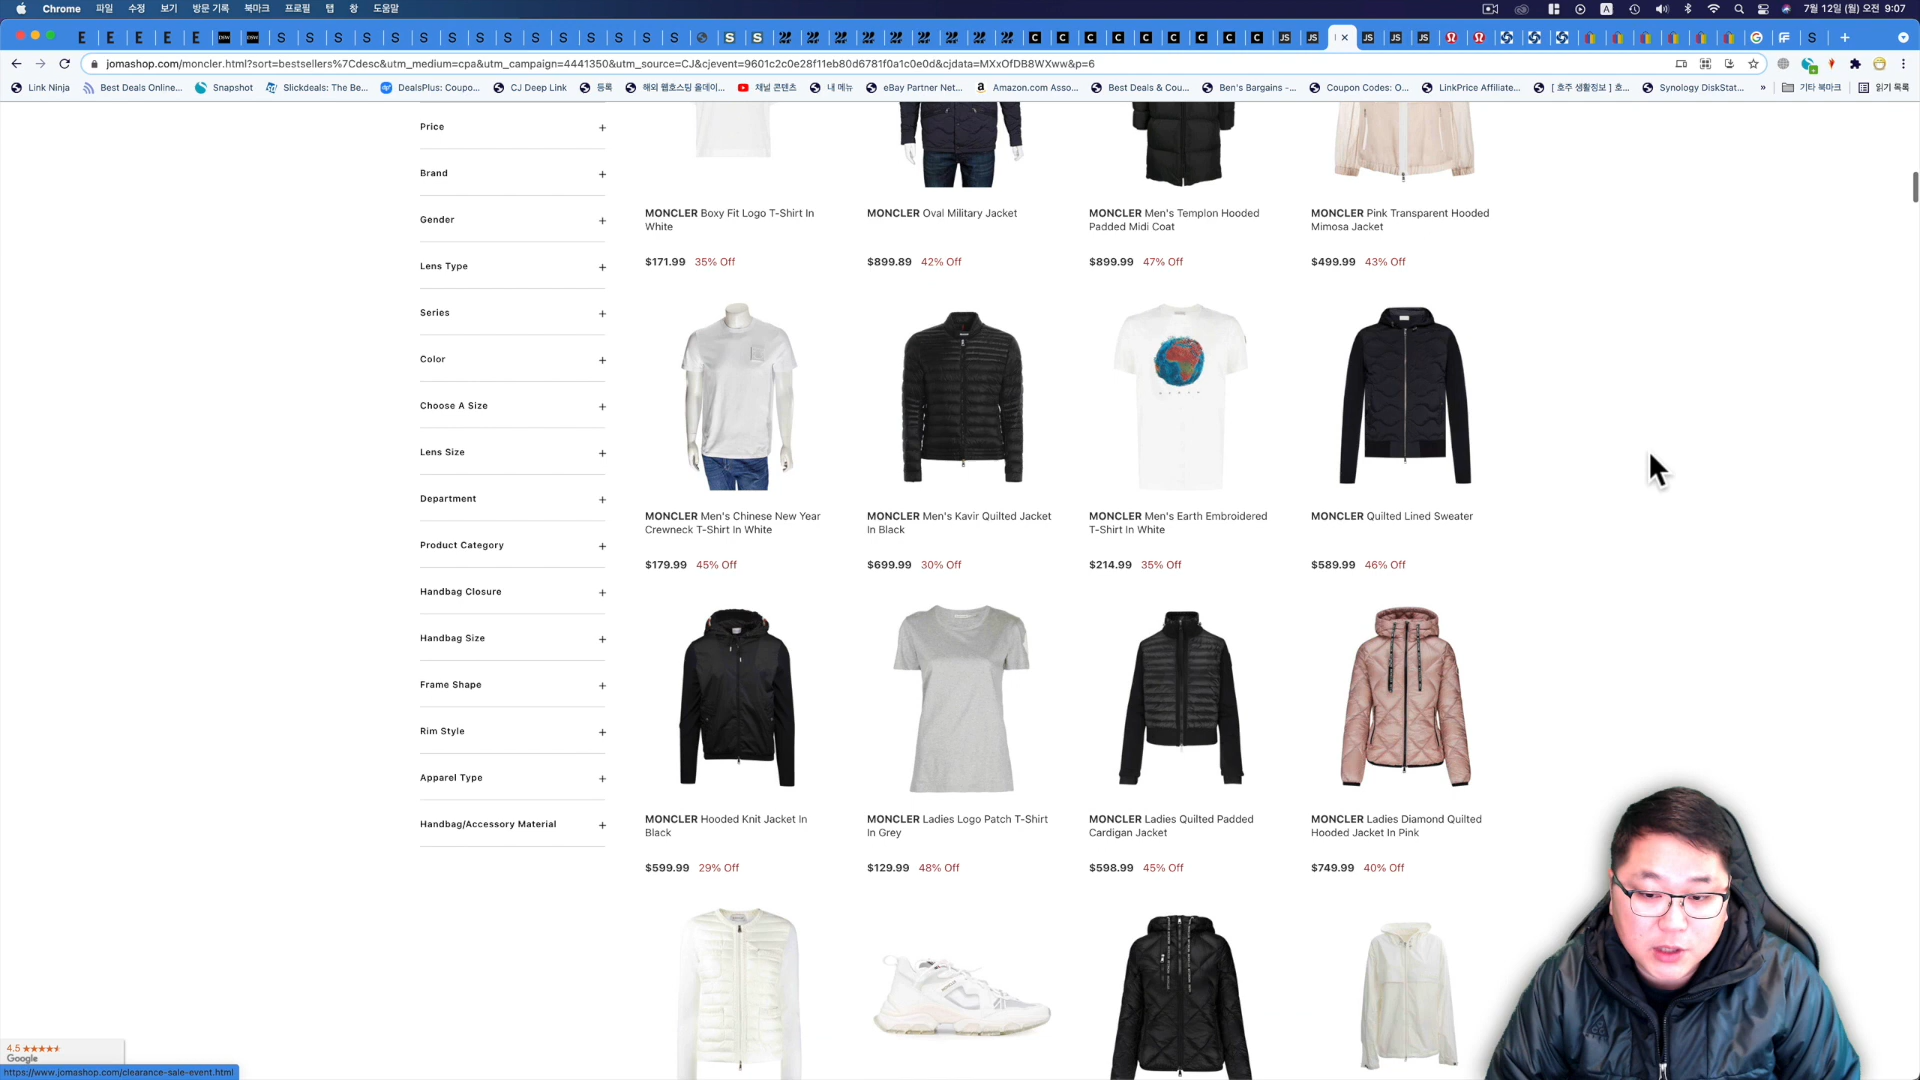 Chrome 파일 수정 보기 방문 기록 북마크 프로필 탭 창 도움말 7월 12일 (월) 오전 9:07
jomashop.com/moncler.html?sort=bestsellers%7Cdesc&utm_medium=cpa&utm_campaign=4441350&utm_source=CJ&cjevent=9601c2c0e28f11eb80d6781f0a1c0e0d&cjdata=MXxOfDB8WXww&p=6
Link Ninja Best Deals Online... Snapshot Slickdeals: The Be... DealsPlus: Coupo... CJ Deep Link 등록 해외 웹호스팅 올데이... 채널 콘텐츠 내 메뉴 eBay Partner Net... Amazon.com Asso... Best Deals & Cou... Ben's Bargains -... Coupon Codes: O... LinkPrice Affiliate... [ 호주 생활정보 ] 호... Synology DiskStat... » 기타 북마크 읽기 목록
Price +
Brand +
Gender +
Lens Type +
Series +
Color +
Choose A Size +
Lens Size +
Department +
Product Category +
Handbag Closure +
Handbag Size +
Frame Shape +
Rim Style +
Apparel Type +
Handbag/Accessory Material +
MONCLER Boxy Fit Logo T-Shirt In
White
$171.99 35% Off
MONCLER Oval Military Jacket
$899.89 42% Off
MONCLER Men's Templon Hooded
Padded Midi Coat
$899.99 47% Off
MONCLER Pink Transparent Hooded
Mimosa Jacket
$499.99 43% Off
MONCLER Men's Chinese New Year
Crewneck T-Shirt In White
$179.99 45% Off
MONCLER Men's Kavir Quilted Jacket
In Black
$699.99 30% Off
MONCLER Men's Earth Embroidered
T-Shirt In White
$214.99 35% Off
MONCLER Quilted Lined Sweater
$589.99 46% Off
MONCLER Hooded Knit Jacket In
Black
$599.99 29% Off
MONCLER Ladies Logo Patch T-Shirt
In Grey
$129.99 48% Off
MONCLER Ladies Quilted Padded
Cardigan Jacket
$598.99 45% Off
MONCLER Ladies Diamond Quilted
Hooded Jacket In Pink
$749.99 40% Off
4.5
Google
https://www.jomashop.com/clearance-sale-event.html